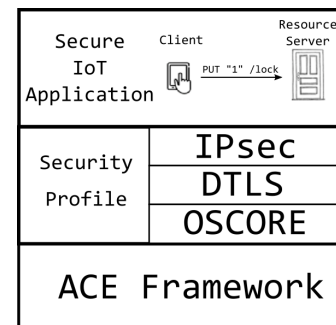 Secure
IoT
Application
Client
Resource
Server
PUT "1" /lock
Security
Profile
IPsec
DTLS
OSCORE
ACE Framework